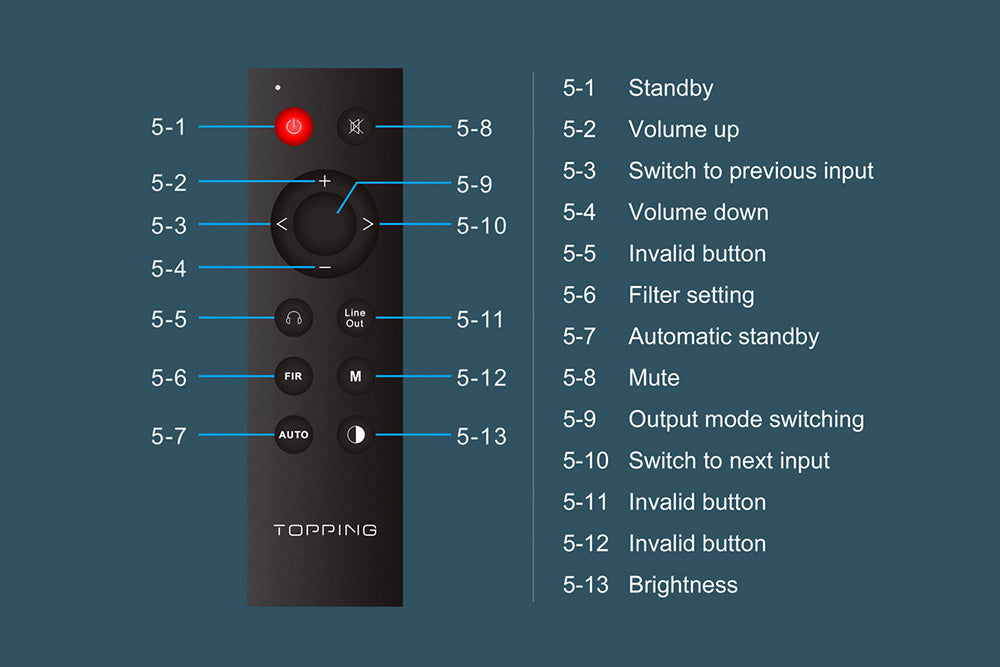 5-1
5-2
5-3
5-4
5-5
5-6
5-7
5-8
5-9
5-10
5-11
5-12
5-13
Line
Out
FIR
M
AUTO
TOPPING
5-1 Standby
5-2 Volume up
5-3 Switch to previous input
5-4 Volume down
5-5 Invalid button
5-6 Filter setting
5-7 Automatic standby
5-8 Mute
5-9 Output mode switching
5-10 Switch to next input
5-11 Invalid button
5-12 Invalid button
5-13 Brightness